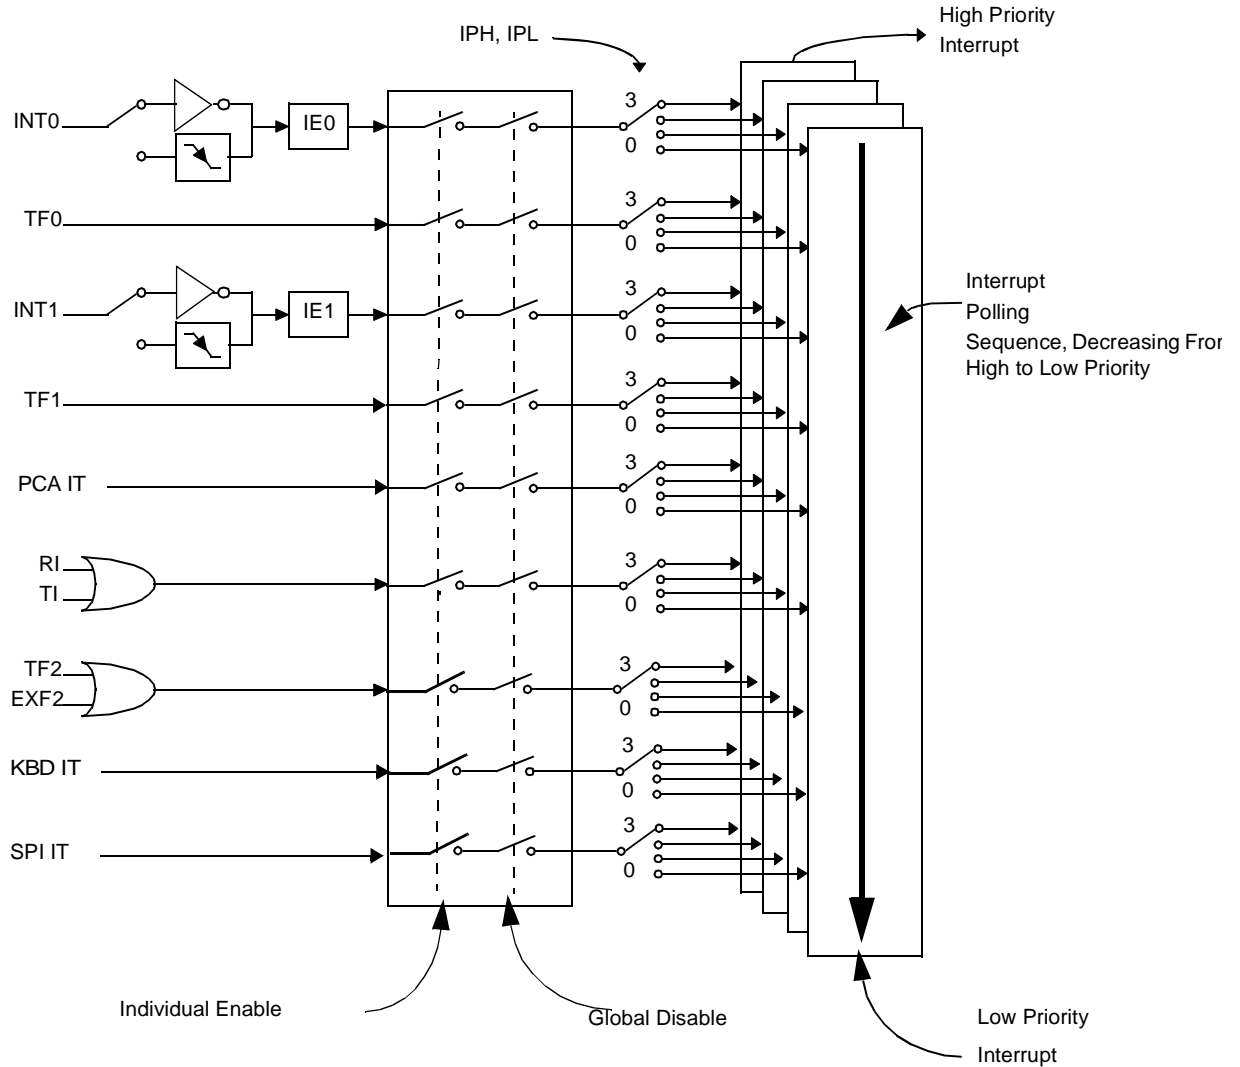 High Priority
Interrupt
IPH, IPL
INT0
IE0
3
0
TF0
3
0
INT1
IE1
3
0
Interrupt
Polling
Sequence, Decreasing From
High to Low Priority
TF1
3
0
PCA IT
3
0
RI
TI
3
0
TF2
EXF2
3
0
KBD IT
3
0
SPI IT
3
0
Individual Enable
Global Disable
Low Priority
Interrupt